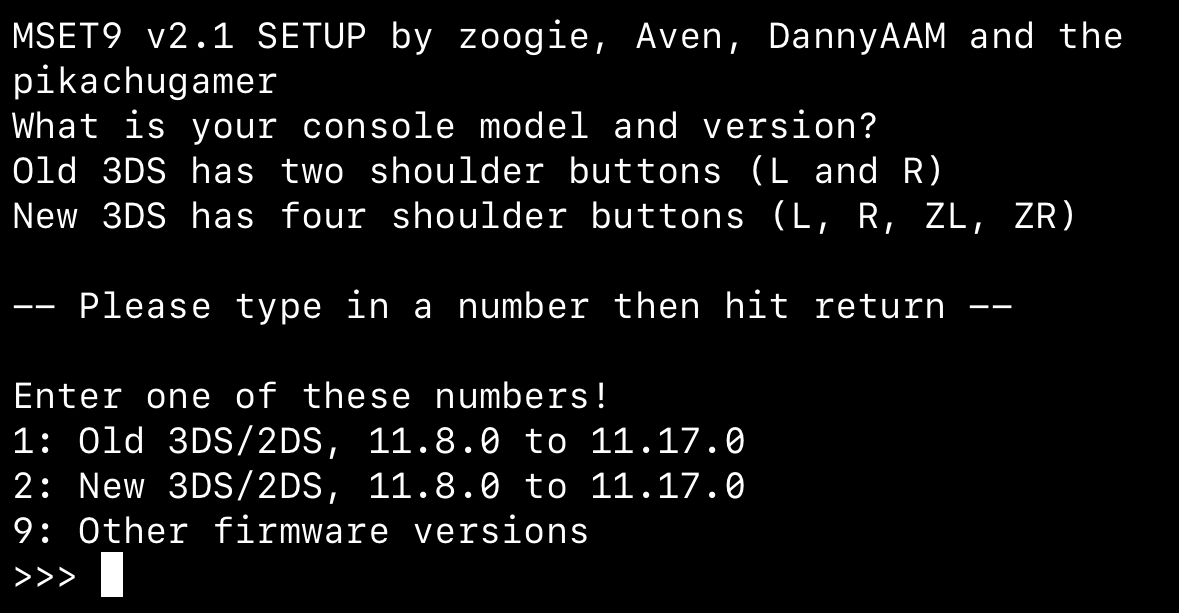 MSET9 v2.1 SETUP by zoogie, Aven, DannyAAM and the
pikachugamer
What is your console model and version?
Old 3DS has two shoulder buttons (L and R)
New 3DS has four shoulder buttons (L, R, ZL, ZR)
—— Please type in a number then hit return ——
Enter one of these numbers!
1: Old 3DS/2DS, 11.8.0 to 11.17.0
2: New 3DS/2DS, 11.8.0 to 11.17.0
9: Other firmware versions
>>>